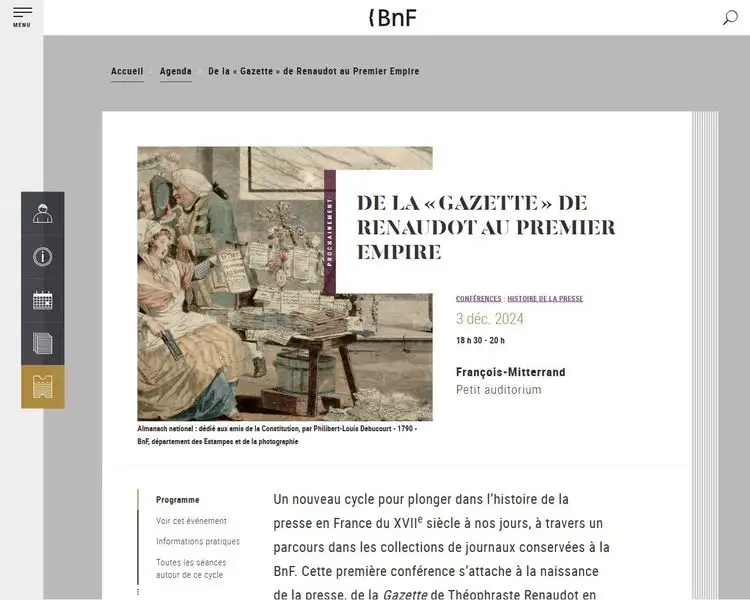 MENU
{BnF
Accueil Agenda De la « Gazette » de Renaudot au Premier Empire
PROCHAINEMENT
DE LA « GAZETTE » DE
RENAUDOT AU PREMIER
EMPIRE
CONFÉRENCES : HISTOIRE DE LA PRESSE
3 déc. 2024
18 h 30 - 20 h
François-Mitterrand
Petit auditorium
Almanach national : dédié aux amis de la Constitution, par Philibert-Louis Debucourt - 1790 -
BnF, département des Estampes et de la photographie
Programme
Voir cet événement
Informations pratiques
Toutes les séances
autour de ce cycle
Un nouveau cycle pour plonger dans l’histoire de la
presse en France du XVIIe siècle à nos jours, à travers un
parcours dans les collections de journaux conservées à la
BnF. Cette première conférence s’attache à la naissance
de la presse, de la Gazette de Théophraste Renaudot en